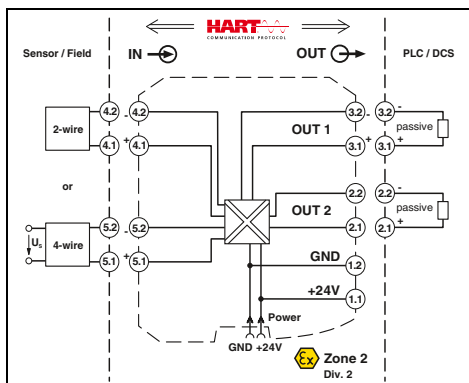 HART
COMMUNICATION PROTOCOL
Sensor / Field
IN
OUT
PLC / DCS
2-wire
4.2
4.1
-
+
4.2
4.1
OUT 1
3.2
3.1
-
+
3.2
3.1
-
+
passive
or
OUT 2
2.2
2.1
2.2
2.1
-
+
passive
Us
4-wire
5.2
5.1
-
+
5.2
5.1
GND
1.2
+24V
1.1
Power
GND +24V
Ex
Zone 2
Div. 2